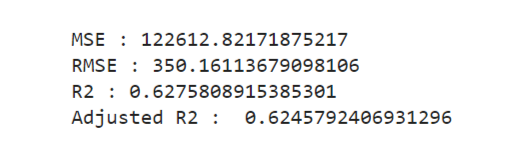 MSE : 122612.82171875217
RMSE : 350.16113679098106
R2 : 0.6275808915385301
Adjusted R2 :  0.6245792406931296